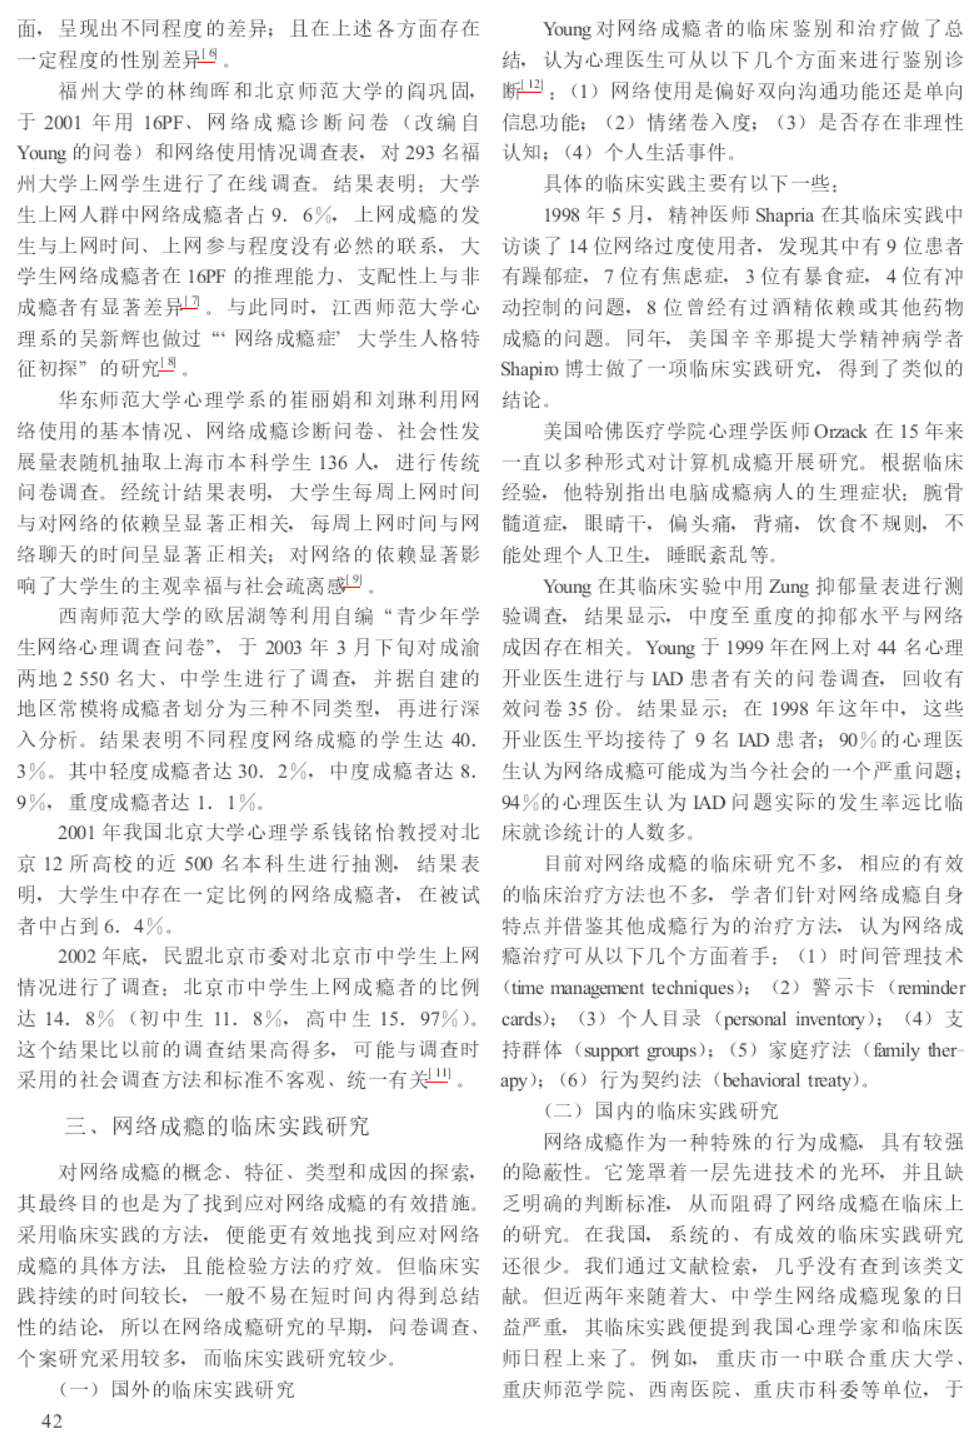 面，呈现出不同程度的差异；且在上述各方面存在
一定程度的性别差异[6]。
福州大学的林绚晖和北京师范大学的阎巩固，
于 2001 年用 16PF、网络成瘾诊断问卷（改编自
Young 的问卷）和网络使用情况调查表，对 293 名福
州大学上网学生进行了在线调查。结果表明：大学
生上网人群中网络成瘾者占 9．6%，上网成瘾的发
生与上网时间、上网参与程度没有必然的联系，大
学生网络成瘾者在 16PF 的推理能力、支配性上与非
成瘾者有显著差异[7]。与此同时，江西师范大学心
理系的吴新辉也做过“‘网络成瘾症’大学生人格特
征初探”的研究[8]。
华东师范大学心理学系的崔丽娟和刘琳利用网
络使用的基本情况、网络成瘾诊断问卷、社会性发
展量表随机抽取上海市本科学生 136 人，进行传统
问卷调查。经统计结果表明，大学生每周上网时间
与对网络的依赖呈显著正相关，每周上网时间与网
络聊天的时间呈显著正相关；对网络的依赖显著影
响了大学生的主观幸福与社会疏离感[9]。
西南师范大学的欧居湖等利用自编“青少年学
生网络心理调查问卷”，于 2003 年 3 月下旬对成渝
两地 2 550 名大、中学生进行了调查，并据自建的
地区常模将成瘾者划分为三种不同类型，再进行深
入分析。结果表明不同程度网络成瘾的学生达 40．
3%。其中轻度成瘾者达 30．2%，中度成瘾者达 8．
9%，重度成瘾者达 1．1%。
2001 年我国北京大学心理学系钱铭怡教授对北
京 12 所高校的近 500 名本科生进行抽测，结果表
明，大学生中存在一定比例的网络成瘾者，在被试
者中占到 6．4%。
2002 年底，民盟北京市委对北京市中学生上网
情况进行了调查：北京市中学生上网成瘾者的比例
达 14．8%（初中生 11．8%，高中生 15．97%）。
这个结果比以前的调查结果高得多，可能与调查时
采用的社会调查方法和标准不客观、统一有关[11]。
三、网络成瘾的临床实践研究
对网络成瘾的概念、特征、类型和成因的探索，
其最终目的也是为了找到应对网络成瘾的有效措施。
采用临床实践的方法，便能更有效地找到应对网络
成瘾的具体方法，且能检验方法的疗效。但临床实
践持续的时间较长，一般不易在短时间内得到总结
性的结论，所以在网络成瘾研究的早期，问卷调查、
个案研究采用较多，而临床实践研究较少。
（一）国外的临床实践研究
42
Young 对网络成瘾者的临床鉴别和治疗做了总
结，认为心理医生可从以下几个方面来进行鉴别诊
断[12]：（1）网络使用是偏好双向沟通功能还是单向
信息功能；（2）情绪卷入度；（3）是否存在非理性
认知；（4）个人生活事件。
具体的临床实践主要有以下一些：
1998 年 5 月，精神医师 Shapria 在其临床实践中
访谈了 14 位网络过度使用者，发现其中有 9 位患者
有躁郁症，7 位有焦虑症，3 位有暴食症，4 位有冲
动控制的问题，8 位曾经有过酒精依赖或其他药物
成瘾的问题。同年，美国辛辛那提大学精神病学者
Shapiro 博士做了一项临床实践研究，得到了类似的
结论。
美国哈佛医疗学院心理学医师 Orzack 在 15 年来
一直以多种形式对计算机成瘾开展研究。根据临床
经验，他特别指出电脑成瘾病人的生理症状：腕骨
髓道症，眼睛干，偏头痛，背痛，饮食不规则，不
能处理个人卫生，睡眠紊乱等。
Young 在其临床实验中用 Zung 抑郁量表进行测
验调查，结果显示，中度至重度的抑郁水平与网络
成因存在相关。Young 于 1999 年在网上对 44 名心理
开业医生进行与 IAD 患者有关的问卷调查，回收有
效问卷 35 份。结果显示：在 1998 年这年中，这些
开业医生平均接待了 9 名 IAD 患者；90%的心理医
生认为网络成瘾可能成为当今社会的一个严重问题；
94%的心理医生认为 IAD 问题实际的发生率远比临
床就诊统计的人数多。
目前对网络成瘾的临床研究不多，相应的有效
的临床治疗方法也不多，学者们针对网络成瘾自身
特点并借鉴其他成瘾行为的治疗方法，认为网络成
瘾治疗可从以下几个方面着手：（1）时间管理技术
（time management techniques）；（2）警示卡（reminder
cards）；（3）个人目录（personal inventory）；（4）支
持群体（support groups）；（5）家庭疗法（family ther-
apy）；（6）行为契约法（behavioral treaty）。
（二）国内的临床实践研究
网络成瘾作为一种特殊的行为成瘾，具有较强
的隐蔽性。它笼罩着一层先进技术的光环，并且缺
乏明确的判断标准，从而阻碍了网络成瘾在临床上
的研究。在我国，系统的、有成效的临床实践研究
还很少。我们通过文献检索，几乎没有查到该类文
献。但近两年来随着大、中学生网络成瘾现象的日
益严重，其临床实践便提到我国心理学家和临床医
师日程上来了。例如，重庆市一中联合重庆大学、
重庆师范学院、西南医院、重庆市科委等单位，于